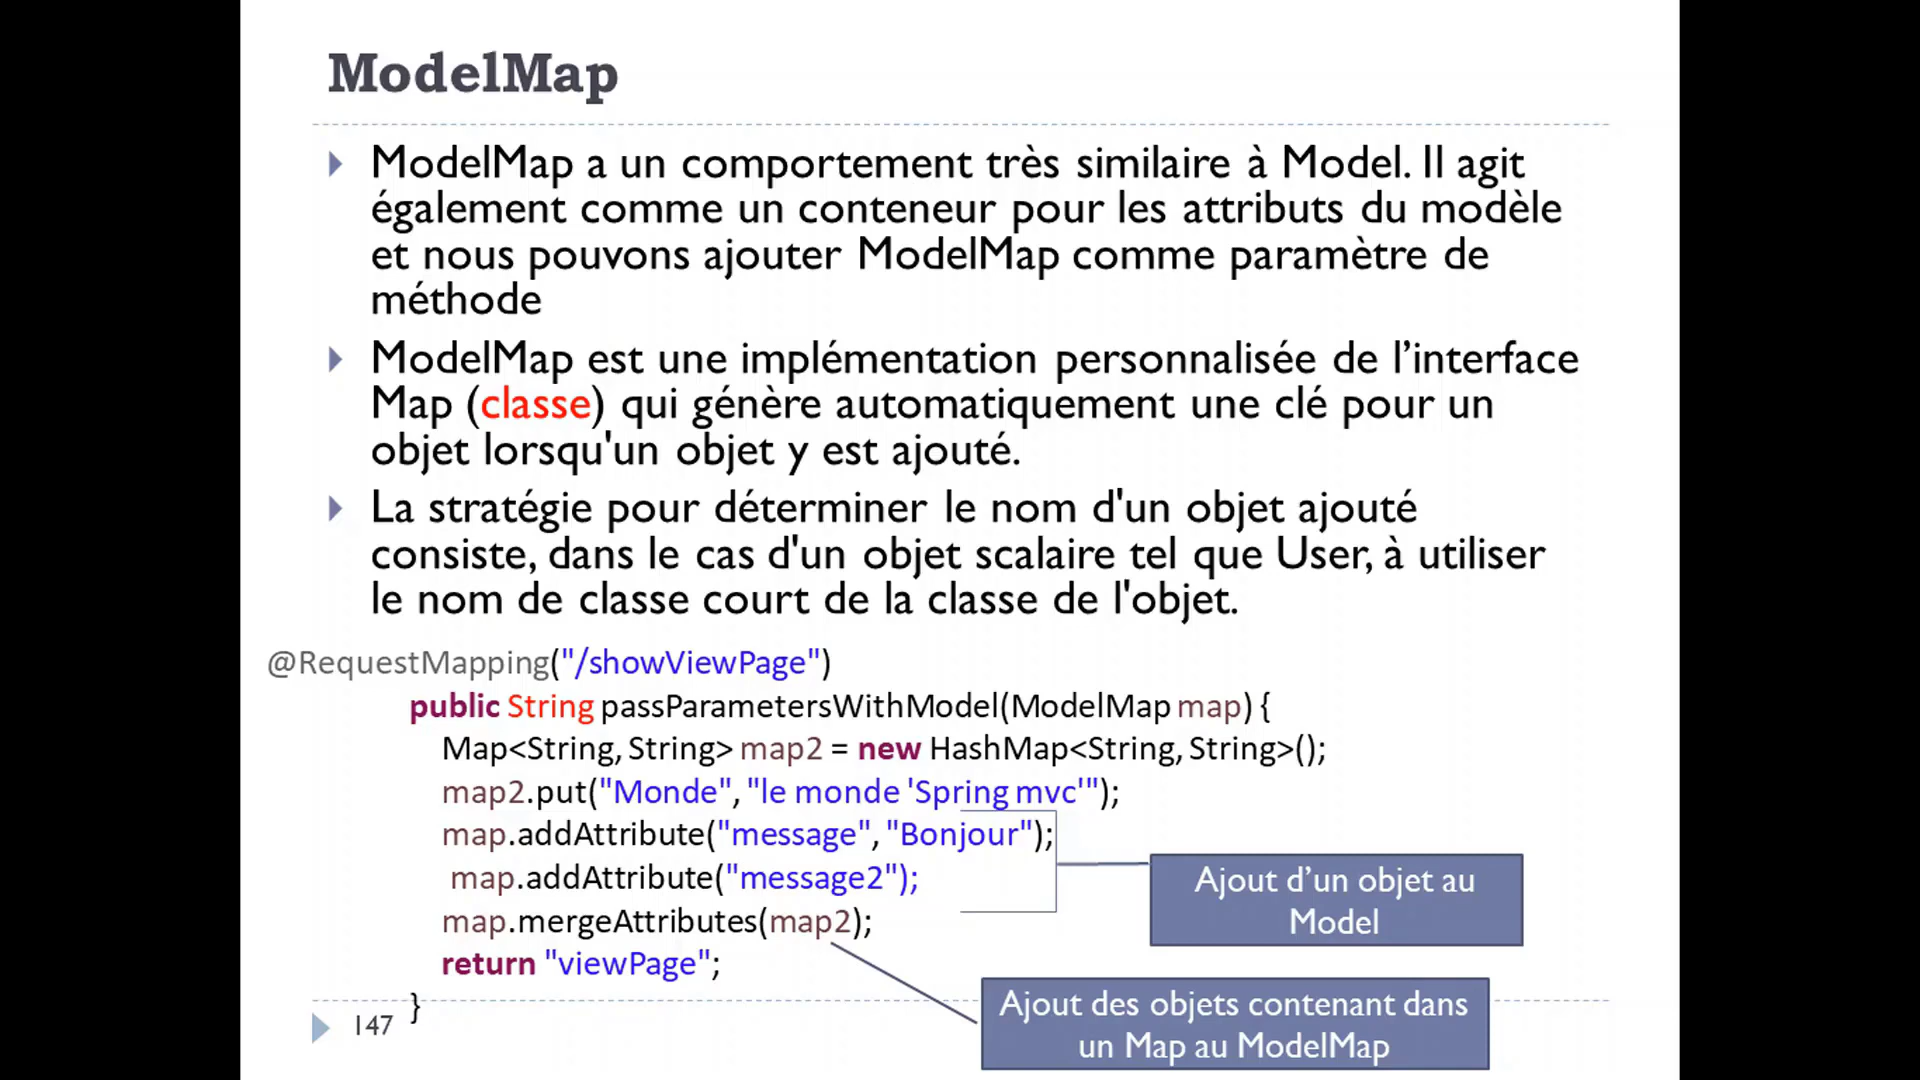 ModelMap
ModelMap a un comportement très similaire à Model. Il agit
également comme un conteneur pour les attributs du modèle
et nous pouvons ajouter ModelMap comme paramètre de
méthode
ModelMap est une implémentation personnalisée de l’interface
Map (classe) qui génère automatiquement une clé pour un
objet lorsqu'un objet y est ajouté.
La stratégie pour déterminer le nom d'un objet ajouté
consiste, dans le cas d'un objet scalaire tel que User, à utiliser
le nom de classe court de la classe de l'objet.
@RequestMapping("/showViewPage")
public String passParametersWithModel(ModelMap map) {
Map<String, String> map2 = new HashMap<String, String>();
map2.put("Monde", "le monde 'Spring mvc'");
map.addAttribute("message", "Bonjour");
map.addAttribute("message2");
map.mergeAttributes(map2);
return "viewPage";
}
Ajout d’un objet au
Model
Ajout des objets contenant dans
un Map au ModelMap
147